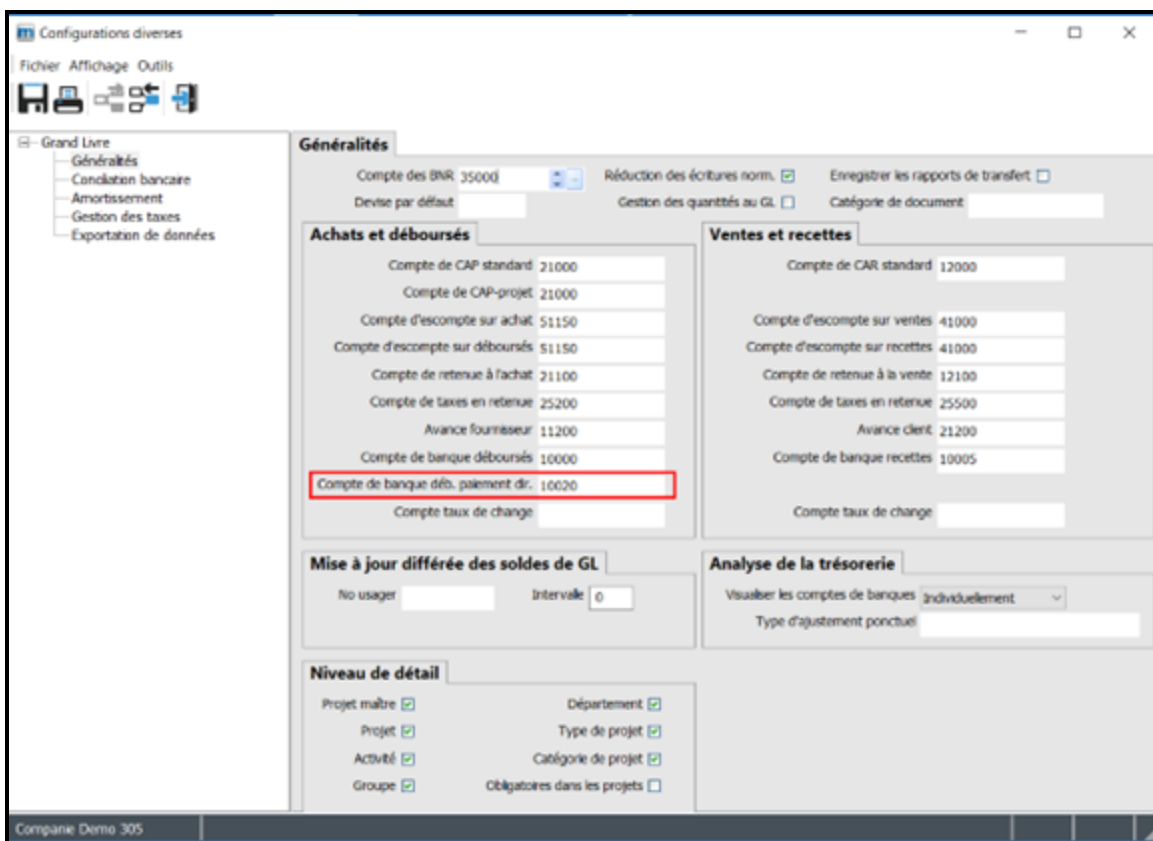 Configurations diverses
Fichier Affichage Outils
Grand Livre
Généralités
Conciliation bancaire
Amortissement
Gestion des taxes
Exportation de données
Généralités
Compte des BNR 35000 Réduction des écritures norm. Enregistrer les rapports de transfert
Devise par défaut Gestion des quantités au GL Catégorie de document
Achats et déboursés
Compte de CAP standard 21000
Compte de CAP-projet 21000
Compte d'escompte sur achat 51150
Compte d'escompte sur déboursés 51150
Compte de retenue à l'achat 21100
Compte de taxes en retenue 25200
Avance fournisseur 11200
Compte de banque déboursés 10000
Compte de banque déb. paiement dir. 10020
Compte taux de change
Ventes et recettes
Compte de CAR standard 12000
Compte d'escompte sur ventes 41000
Compte d'escompte sur recettes 41000
Compte de retenue à la vente 12100
Compte de taxes en retenue 25500
Avance client 21200
Compte de banque recettes 10005
Compte taux de change
Mise à jour différée des soldes de GL
No usager Intervalle 0
Analyse de la trésorerie
Visualiser les comptes de banques Individuellement
Type d'ajustement ponctuel
Niveau de détail
Projet maître Département
Projet Type de projet
Activité Catégorie de projet
Groupe Obligatoires dans les projets
Companie Demo 305